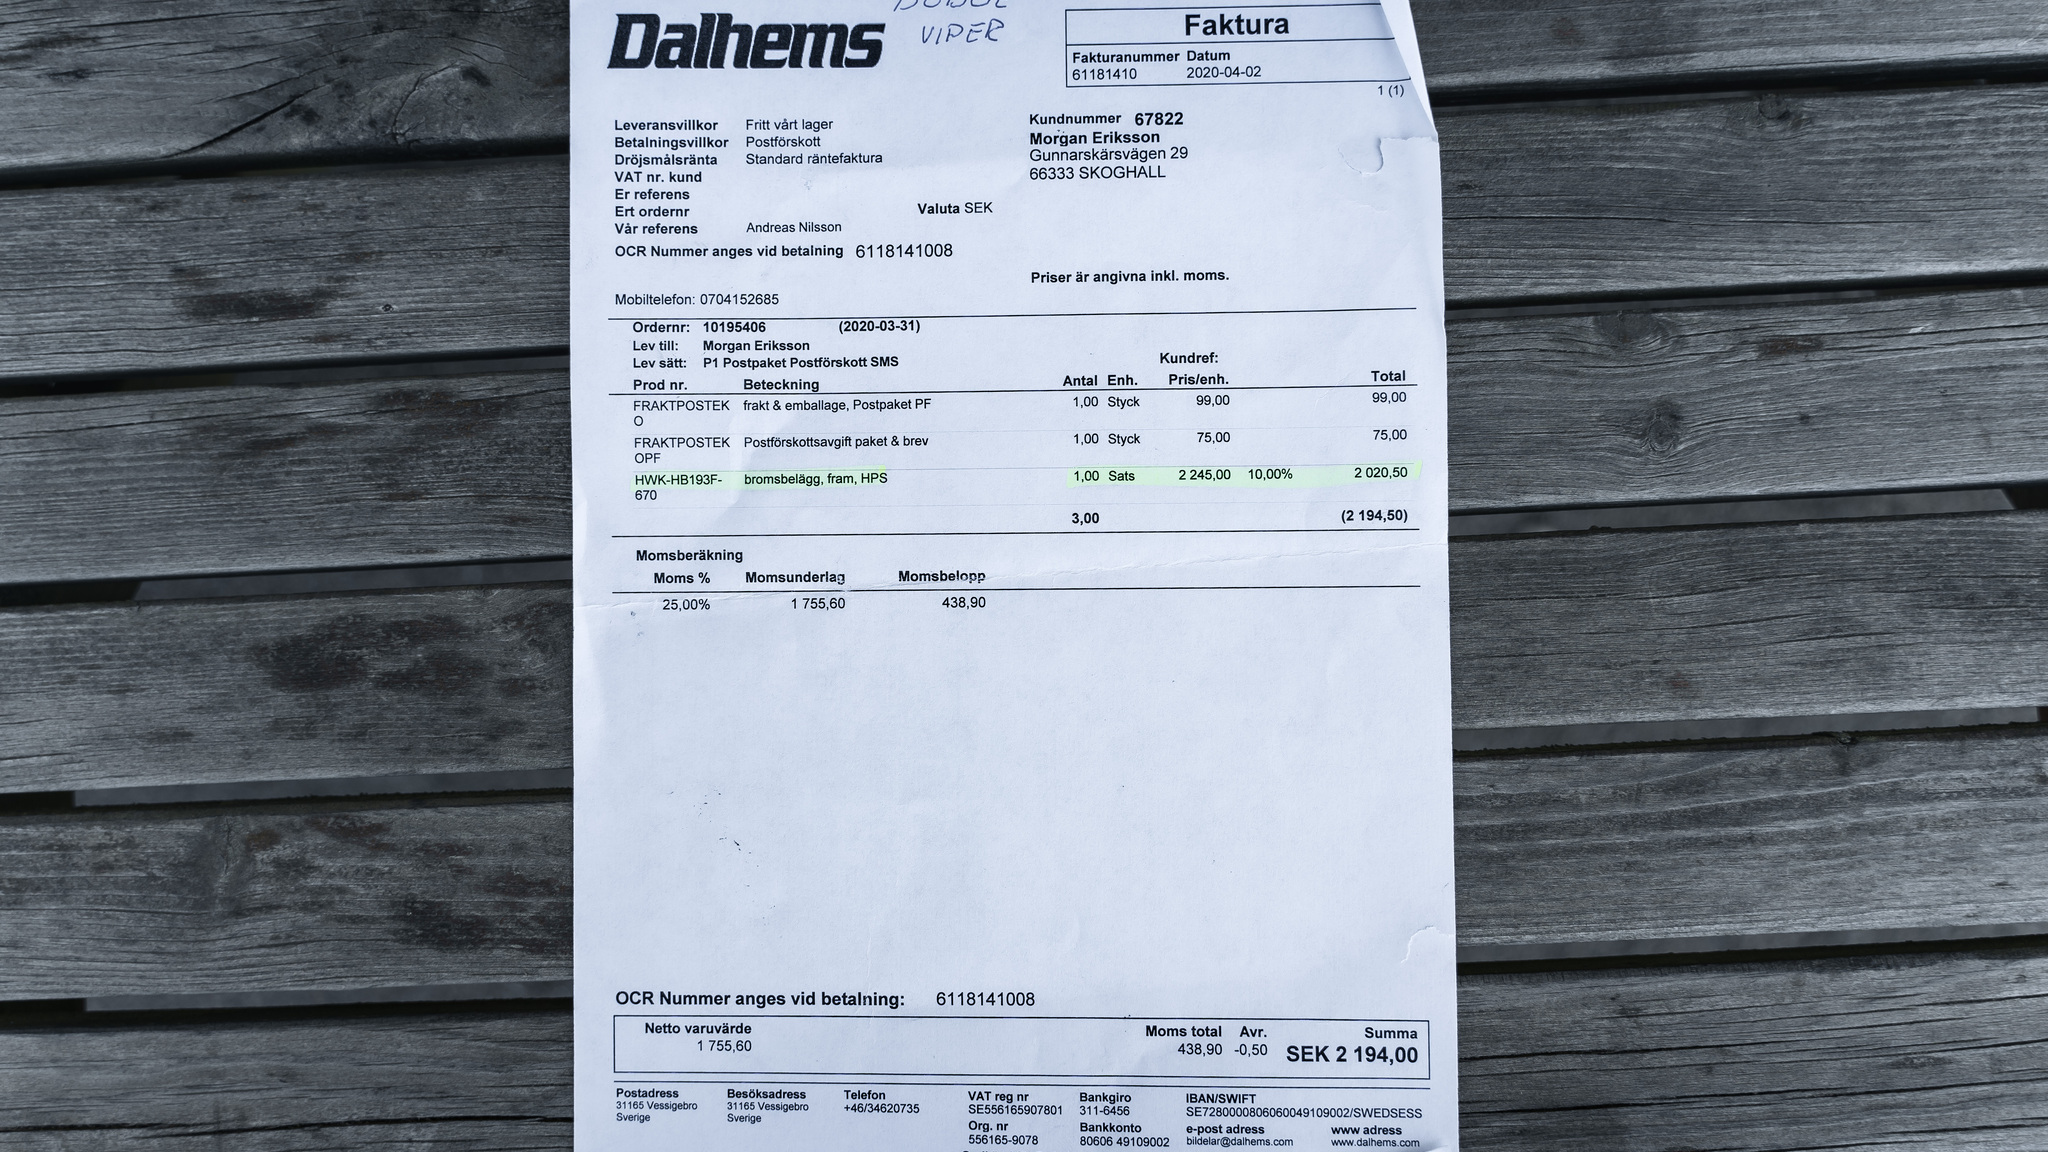 Dalhems
VIPER
Faktura
Fakturanummer Datum
61181410 2020-04-02
1 (1)
Leveransvillkor Fritt vårt lager
Betalningsvillkor Postförskott
Dröjsmålsränta Standard räntefaktura
VAT nr. kund
Er referens
Ert ordernr
Valuta SEK
Vår referens Andreas Nilsson
OCR Nummer anges vid betalning 6118141008
Kundnummer 67822
Morgan Eriksson
Gunnarskärsvägen 29
66333 SKOGHALL
Priser är angivna inkl. moms.
Mobiltelefon: 0704152685
Ordernr: 10195406 (2020-03-31)
Lev till: Morgan Eriksson
Lev sätt: P1 Postpaket Postförskott SMS
Kundref:
Prod nr. Beteckning Antal Enh. Pris/enh. Total
FRAKTPOSTEK frakt & emballage, Postpaket PF 1,00 Styck 99,00 99,00
O
FRAKTPOSTEK Postförskottsavgift paket & brev 1,00 Styck 75,00 75,00
OPF
HWK-HB193F- bromsbelägg, fram, HPS 1,00 Sats 2 245,00 10,00% 2 020,50
670
3,00 (2 194,50)
Momsberäkning
Moms % Momsunderlag Momsbelopp
25,00% 1 755,60 438,90
OCR Nummer anges vid betalning: 6118141008
Netto varuvärde Moms total Avr. Summa
1 755,60 438,90 -0,50 SEK 2 194,00
Postadress Besöksadress Telefon VAT reg nr Bankgiro IBAN/SWIFT
31165 Vessigebro 31165 Vessigebro +46/34620735 SE556165907801 311-6456 SE7280000806060049109002/SWEDSESS
Sverige Sverige Org. nr Bankkonto e-post adress www adress
556165-9078 80606 49109002 bildelar@dalhems.com www.dalhems.com